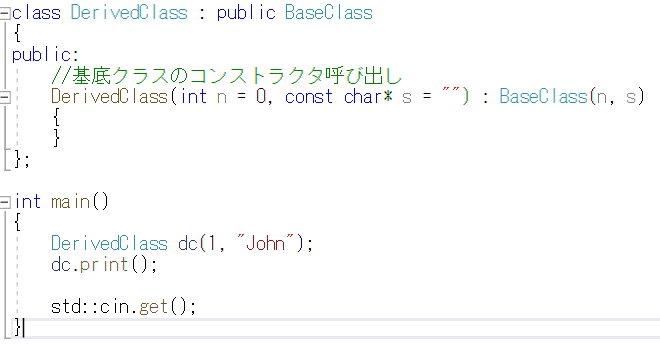 class DerivedClass : public BaseClass
{
public:
//基底クラスのコンストラクタ呼び出し
DerivedClass(int n = 0, const char* s = "") : BaseClass(n, s)
{
}
};
int main()
{
DerivedClass dc(1, "John");
dc.print();
std::cin.get();
}